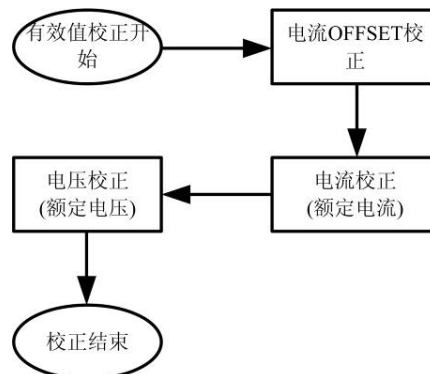 有效值校正开
始
电流OFFSET校
正
电流校正
(额定电流)
电压校正
(额定电压)
校正结束